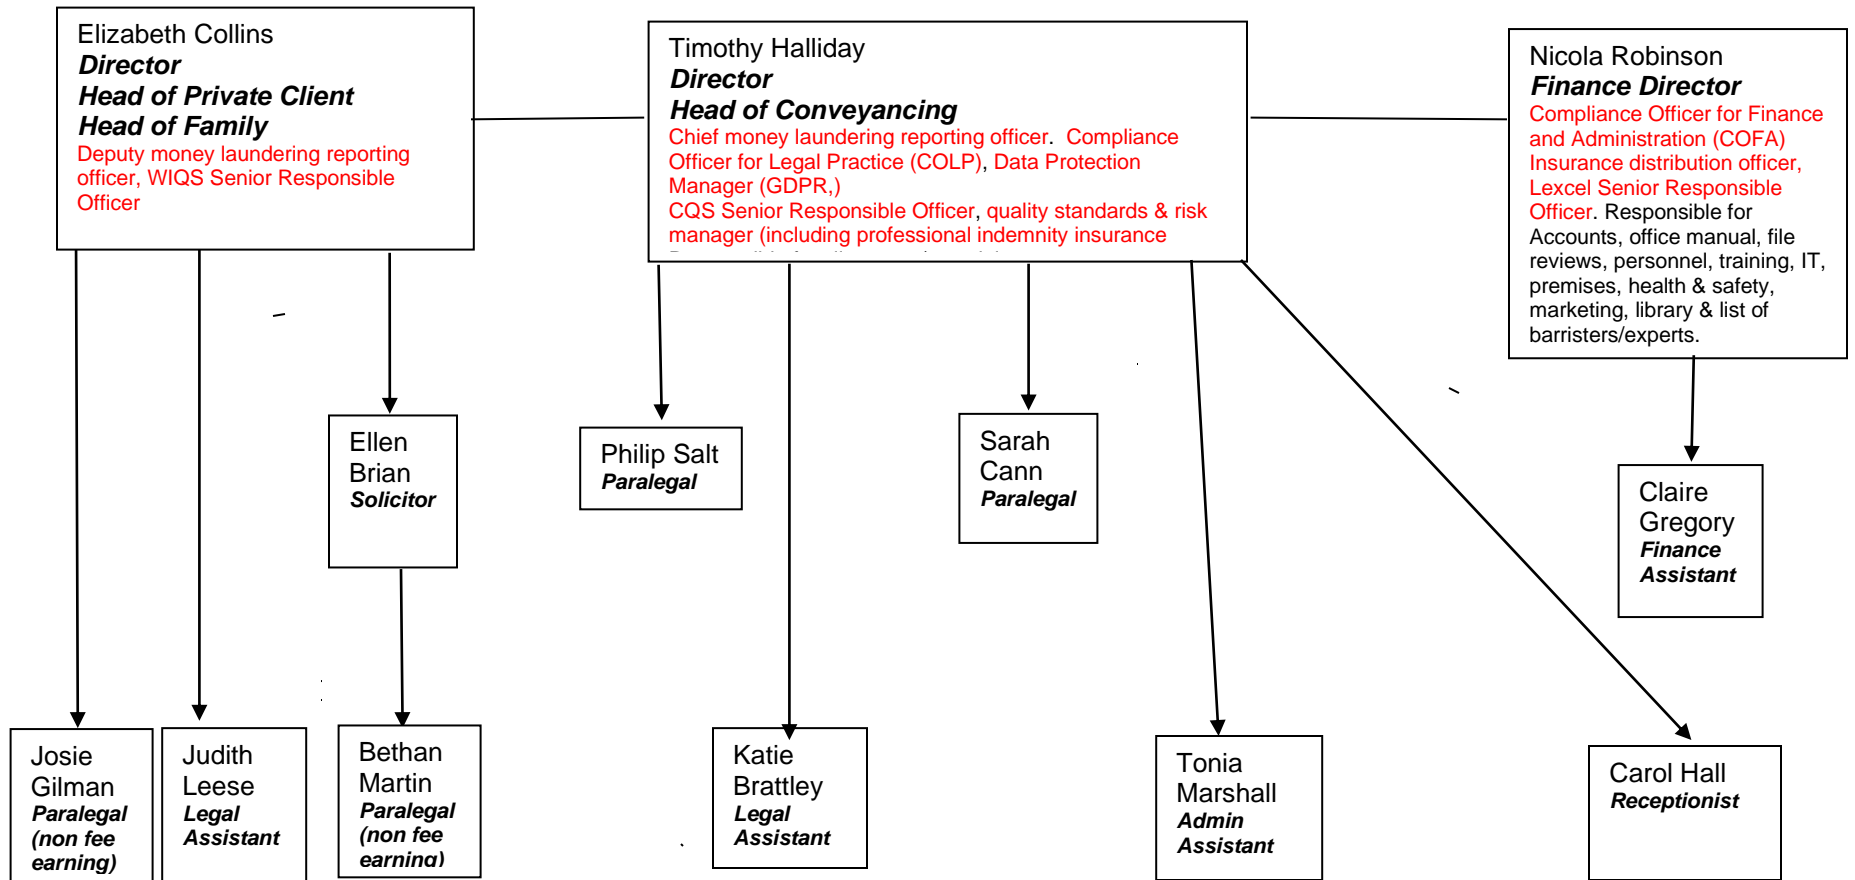 Elizabeth Collins
Director
Head of Private Client
Head of Family
Deputy money laundering reporting
officer, WIQS Senior Responsible
Officer
Timothy Halliday
Director
Head of Conveyancing
Chief money laundering reporting officer.  Compliance
Officer for Legal Practice (COLP), Data Protection
Manager (GDPR,)
CQS Senior Responsible Officer, quality standards & risk
manager (including professional indemnity insurance
Nicola Robinson
Finance Director
Compliance Officer for Finance
and Administration (COFA)
Insurance distribution officer,
Lexcel Senior Responsible
Officer. Responsible for
Accounts, office manual, file
reviews, personnel, training, IT,
premises, health & safety,
marketing, library & list of
barristers/experts.
Ellen
Brian
Solicitor
Philip Salt
Paralegal
Sarah
Cann
Paralegal
Claire
Gregory
Finance
Assistant
Josie
Gilman
Paralegal
(non fee
earning)
Judith
Leese
Legal
Assistant
Bethan
Martin
Paralegal
(non fee
earning)
Katie
Brattley
Legal
Assistant
Tonia
Marshall
Admin
Assistant
Carol Hall
Receptionist